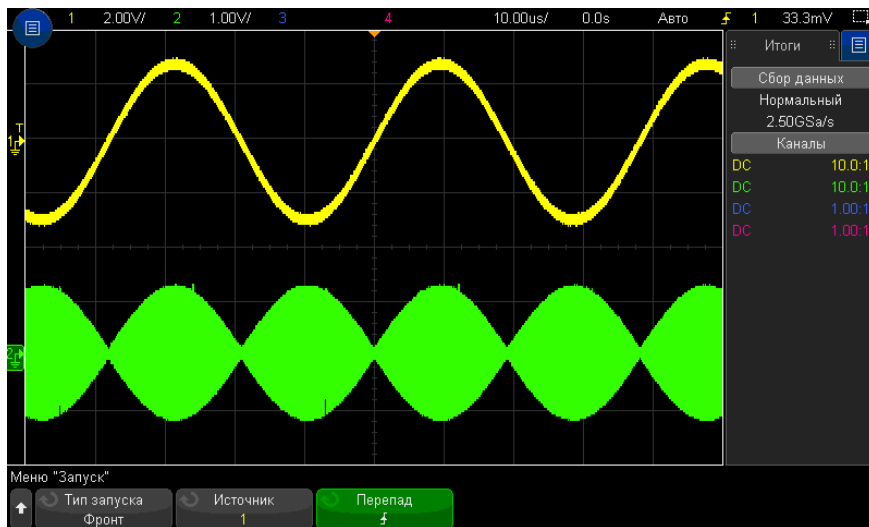 1 2.00V/ 2 1.00V/ 3 4 10.00us/ 0.0s Авто 1 33.3mV
Итоги
Сбор данных
Нормальный
2.50GSa/s
Каналы
DC 10.0:1
DC 10.0:1
DC 1.00:1
DC 1.00:1
T
1
2
Меню "Запуск"
Тип запуска
Фронт
Источник
1
Перепад